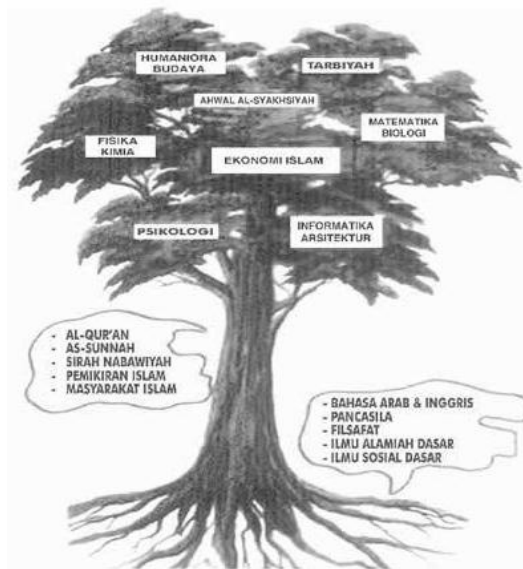 HUMANIORA
BUDAYA
TARBIYAH
AHWAL AL-SYAKHSIYAH
MATEMATIKA
BIOLOGI
FISIKA
KIMIA
EKONOMI ISLAM
PSIKOLOGI
INFORMATIKA
ARSITEKTUR
- AL-QUR'AN
- AS-SUNNAH
- SIRAH NABAWIYAH
- PEMIKIRAN ISLAM
- MASYARAKAT ISLAM
- BAHASA ARAB & INGGRIS
- PANCASILA
- FILSAFAT
- ILMU ALAMIAH DASAR
- ILMU SOSIAL DASAR